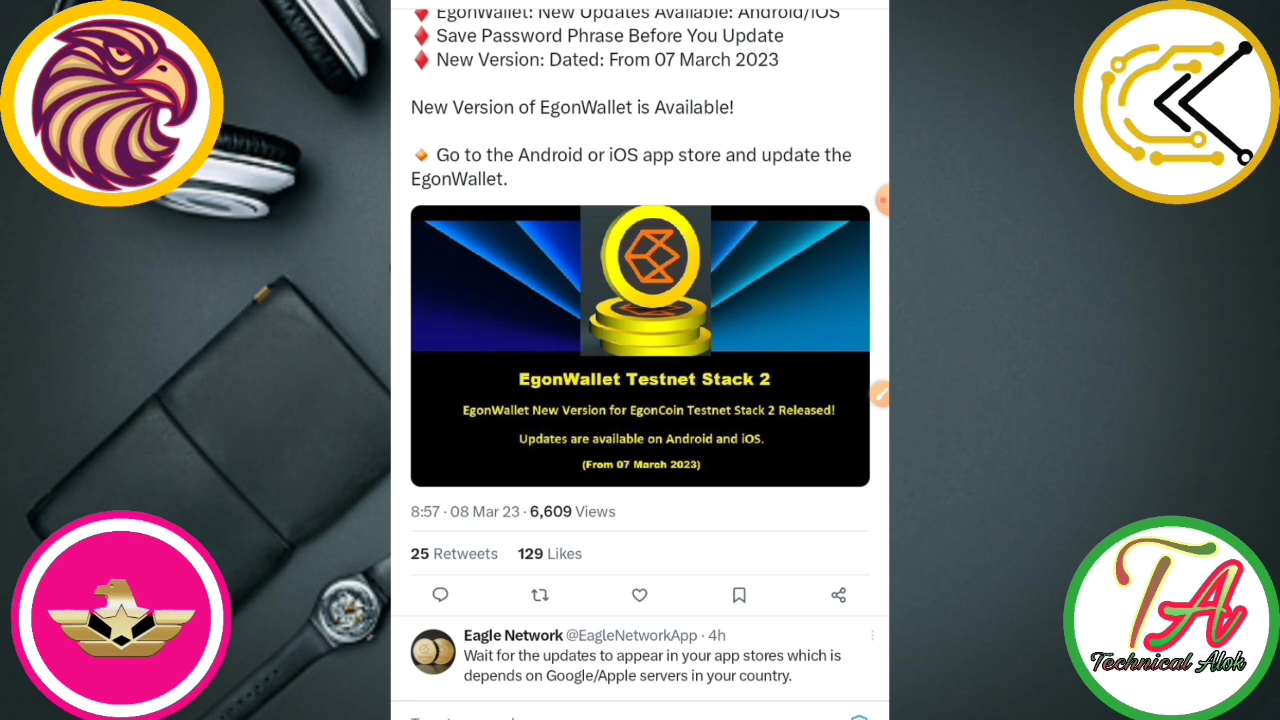 EgonWallet: New Updates Available: Android/iOS
Save Password Phrase Before You Update
New Version: Dated: From 07 March 2023
New Version of EgonWallet is Available!
Go to the Android or iOS app store and update the
EgonWallet.
EgonWallet Testnet Stack 2
EgonWallet New Version for EgonCoin Testnet Stack 2 Released!
Updates are available on Android and iOS.
(From 07 March 2023)
8:57 · 08 Mar 23 · 6,609 Views
25 Retweets 129 Likes
Eagle Network @EagleNetworkApp · 4h
Wait for the updates to appear in your app stores which is
depends on Google/Apple servers in your country.
TA
Technical Alok